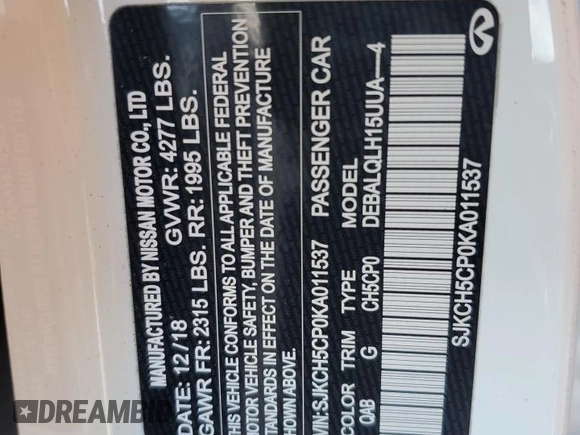 MANUFACTURED BY NISSAN MOTOR CO., LTD
DATE: 12/18 GVWR: 4277 LBS.
GAWR FR: 2315 LBS. RR: 1995 LBS.
THIS VEHICLE CONFORMS TO ALL APPLICABLE FEDERAL
MOTOR VEHICLE SAFETY, BUMPER AND THEFT PREVENTION
STANDARDS IN EFFECT ON THE DATE OF MANUFACTURE
SHOWN ABOVE.
VIN:SJKCH5CP0KA011537 PASSENGER CAR
COLOR TRIM TYPE MODEL
QAB G CH5CP0 DEBALQLH15UUA—4
SJKCH5CP0KA011537
DREAMBID